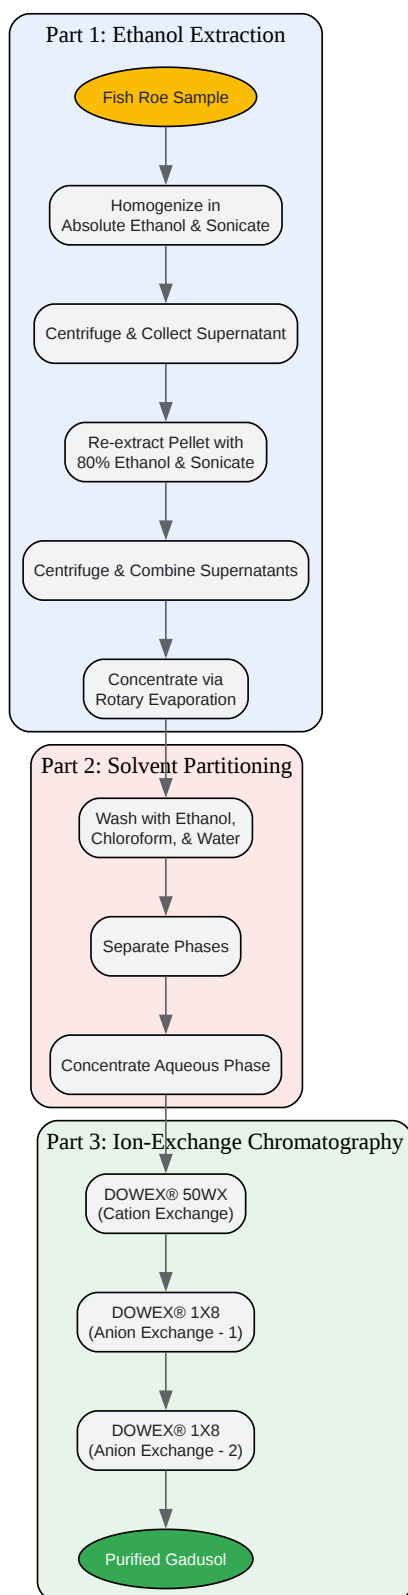 Part 1: Ethanol Extraction
Fish Roe Sample
Homogenize in
Absolute Ethanol & Sonicate
Centrifuge & Collect Supernatant
Re-extract Pellet with
80% Ethanol & Sonicate
Centrifuge & Combine Supernatants
Concentrate via
Rotary Evaporation
Part 2: Solvent Partitioning
Wash with Ethanol,
Chloroform, & Water
Separate Phases
Concentrate Aqueous Phase
Part 3: Ion-Exchange Chromatography
DOWEX® 50WX
(Cation Exchange)
DOWEX® 1X8
(Anion Exchange - 1)
DOWEX® 1X8
(Anion Exchange - 2)
Purified Gadusol